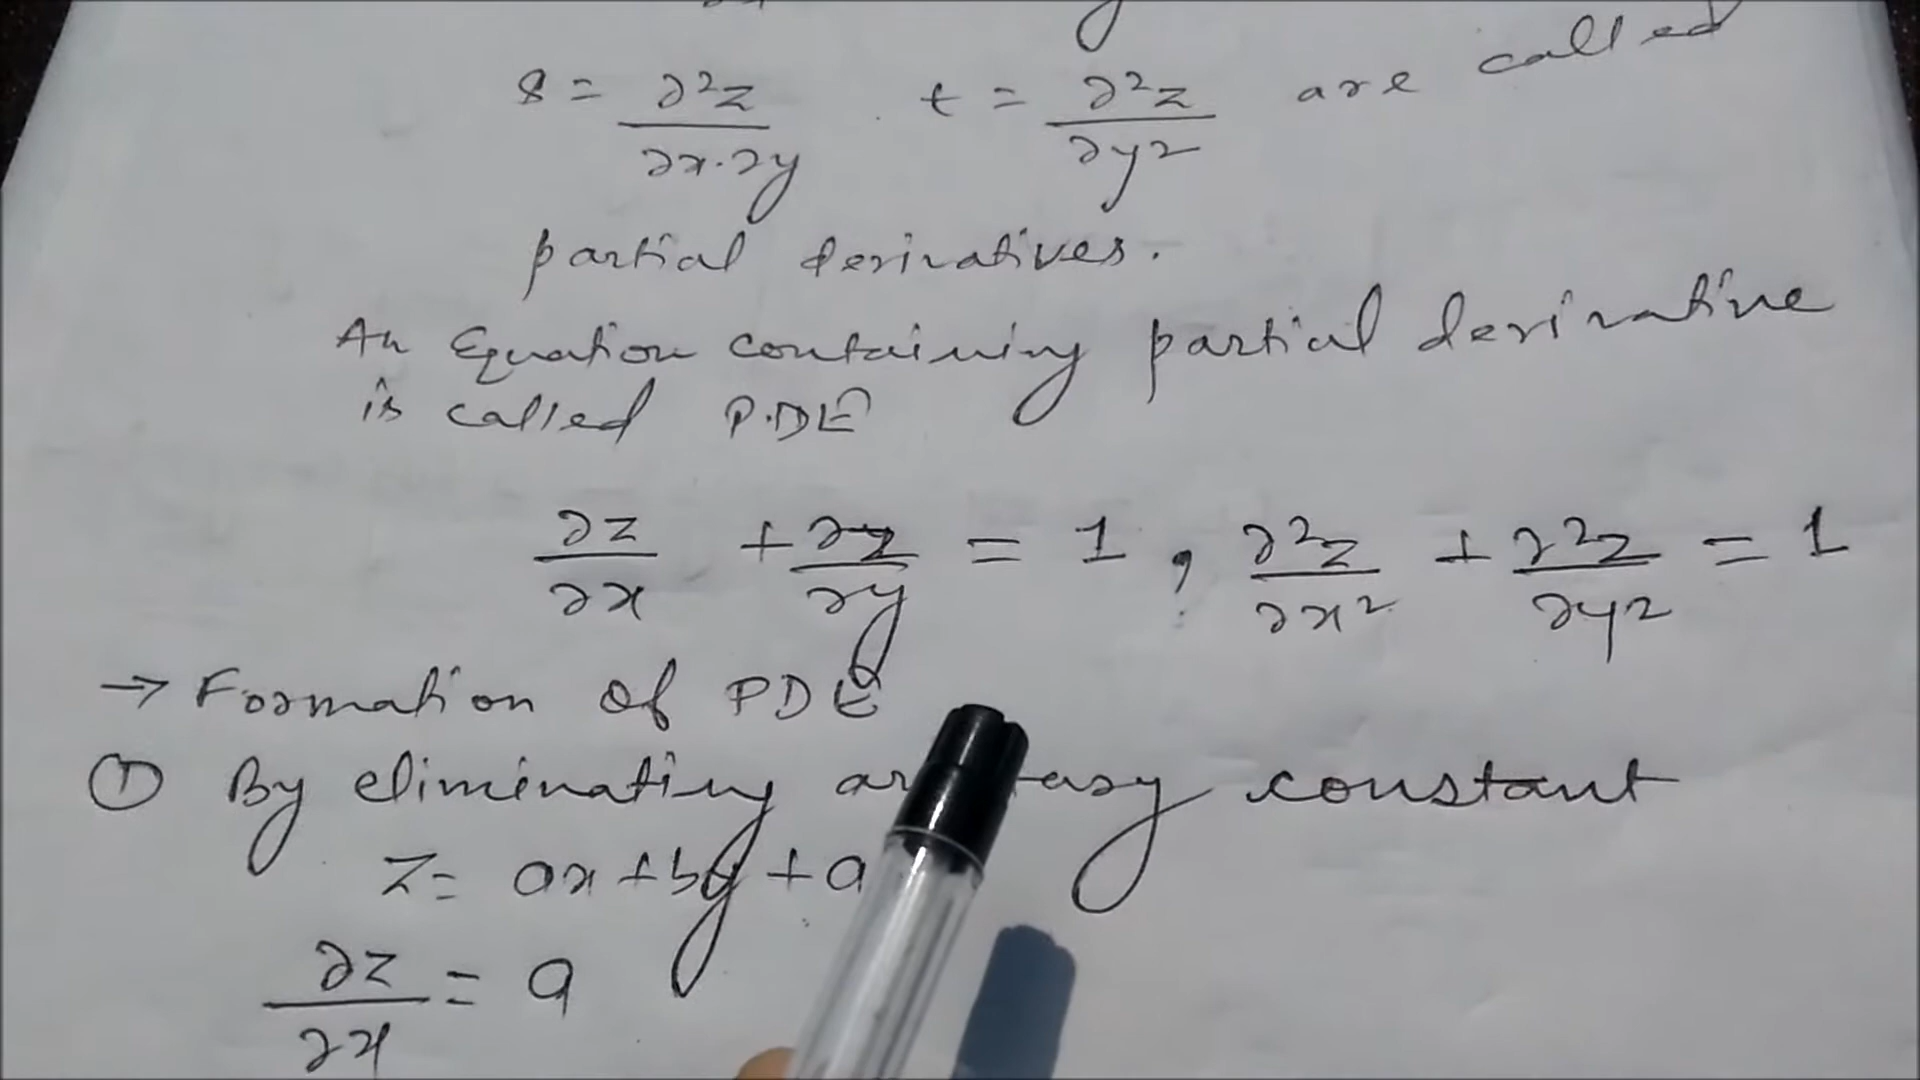 s = ∂²z/∂x·∂y , t = ∂²z/∂y² are called
partial derivatives.
An Equation containing partial derivative
is called P.DE
∂z/∂x + ∂z/∂y = 1 , ∂²z/∂x² + ∂²z/∂y² = 1
→ Formation of PDE
① By eliminating constant
z = ax + by + a
∂z/∂x = a